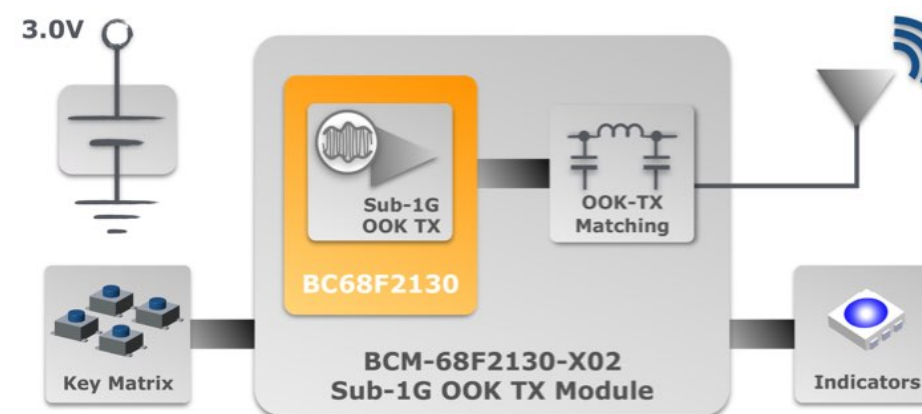 3.0V
Sub-1G
OOK TX
OOK-TX
Matching
BC68F2130
Key Matrix
BCM-68F2130-X02
Sub-1G OOK TX Module
Indicators